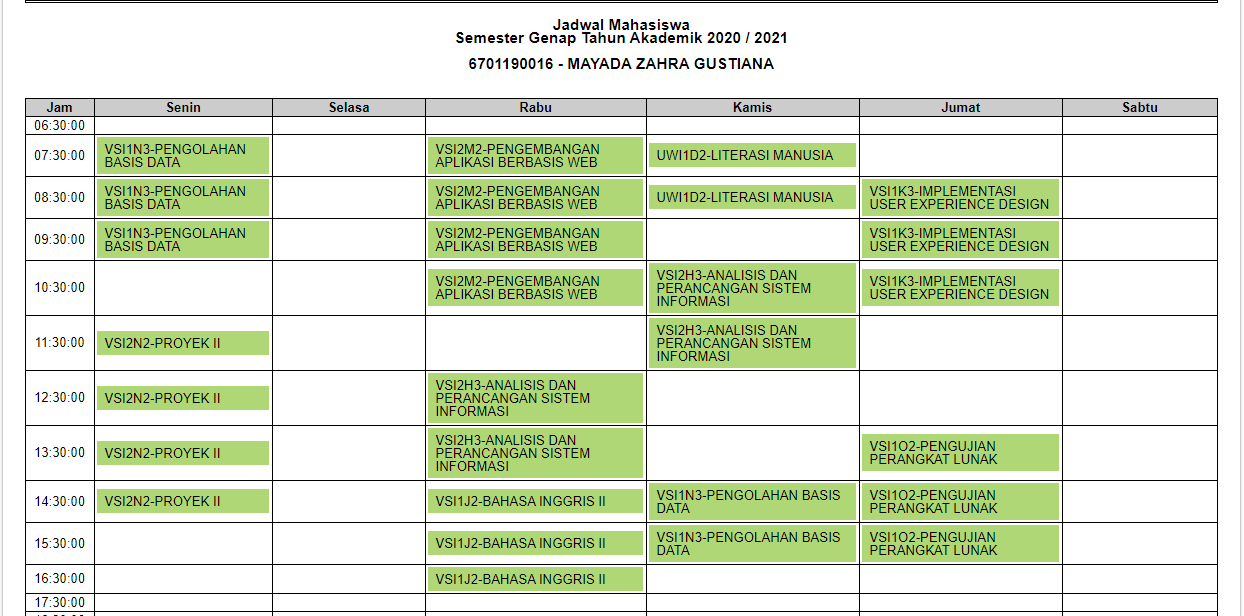 Jadwal Mahasiswa
Semester Genap Tahun Akademik 2020 / 2021
6701190016 - MAYADA ZAHRA GUSTIANA
Jam Senin Selasa Rabu Kamis Jumat Sabtu
06:30:00
07:30:00
VSI1N3-PENGOLAHAN
BASIS DATA
VSI2M2-PENGEMBANGAN
APLIKASI BERBASIS WEB
UWI1D2-LITERASI MANUSIA
08:30:00
VSI1N3-PENGOLAHAN
BASIS DATA
VSI2M2-PENGEMBANGAN
APLIKASI BERBASIS WEB
UWI1D2-LITERASI MANUSIA
VSI1K3-IMPLEMENTASI
USER EXPERIENCE DESIGN
09:30:00
VSI1N3-PENGOLAHAN
BASIS DATA
VSI2M2-PENGEMBANGAN
APLIKASI BERBASIS WEB
VSI1K3-IMPLEMENTASI
USER EXPERIENCE DESIGN
10:30:00
VSI2M2-PENGEMBANGAN
APLIKASI BERBASIS WEB
VSI2H3-ANALISIS DAN
PERANCANGAN SISTEM
INFORMASI
VSI1K3-IMPLEMENTASI
USER EXPERIENCE DESIGN
11:30:00
VSI2N2-PROYEK II
VSI2H3-ANALISIS DAN
PERANCANGAN SISTEM
INFORMASI
12:30:00
VSI2N2-PROYEK II
VSI2H3-ANALISIS DAN
PERANCANGAN SISTEM
INFORMASI
13:30:00
VSI2N2-PROYEK II
VSI2H3-ANALISIS DAN
PERANCANGAN SISTEM
INFORMASI
VSI1O2-PENGUJIAN
PERANGKAT LUNAK
14:30:00
VSI2N2-PROYEK II
VSI1J2-BAHASA INGGRIS II
VSI1N3-PENGOLAHAN BASIS
DATA
VSI1O2-PENGUJIAN
PERANGKAT LUNAK
15:30:00
VSI1J2-BAHASA INGGRIS II
VSI1N3-PENGOLAHAN BASIS
DATA
VSI1O2-PENGUJIAN
PERANGKAT LUNAK
16:30:00
VSI1J2-BAHASA INGGRIS II
17:30:00